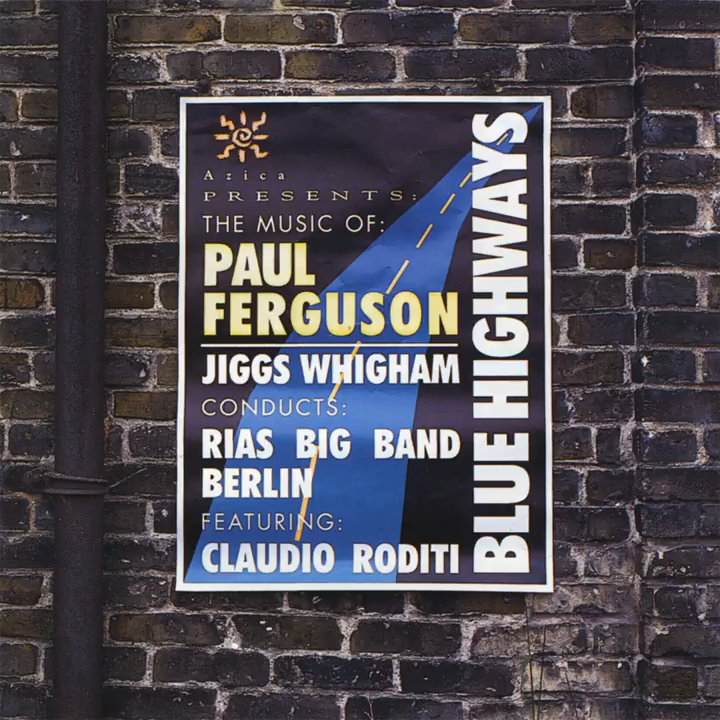 Azica
PRESENTS:
THE MUSIC OF:
PAUL
FERGUSON
JIGGS WHIGHAM
CONDUCTS:
RIAS BIG BAND
BERLIN
FEATURING:
CLAUDIO RODITI
BLUE HIGHWAYS